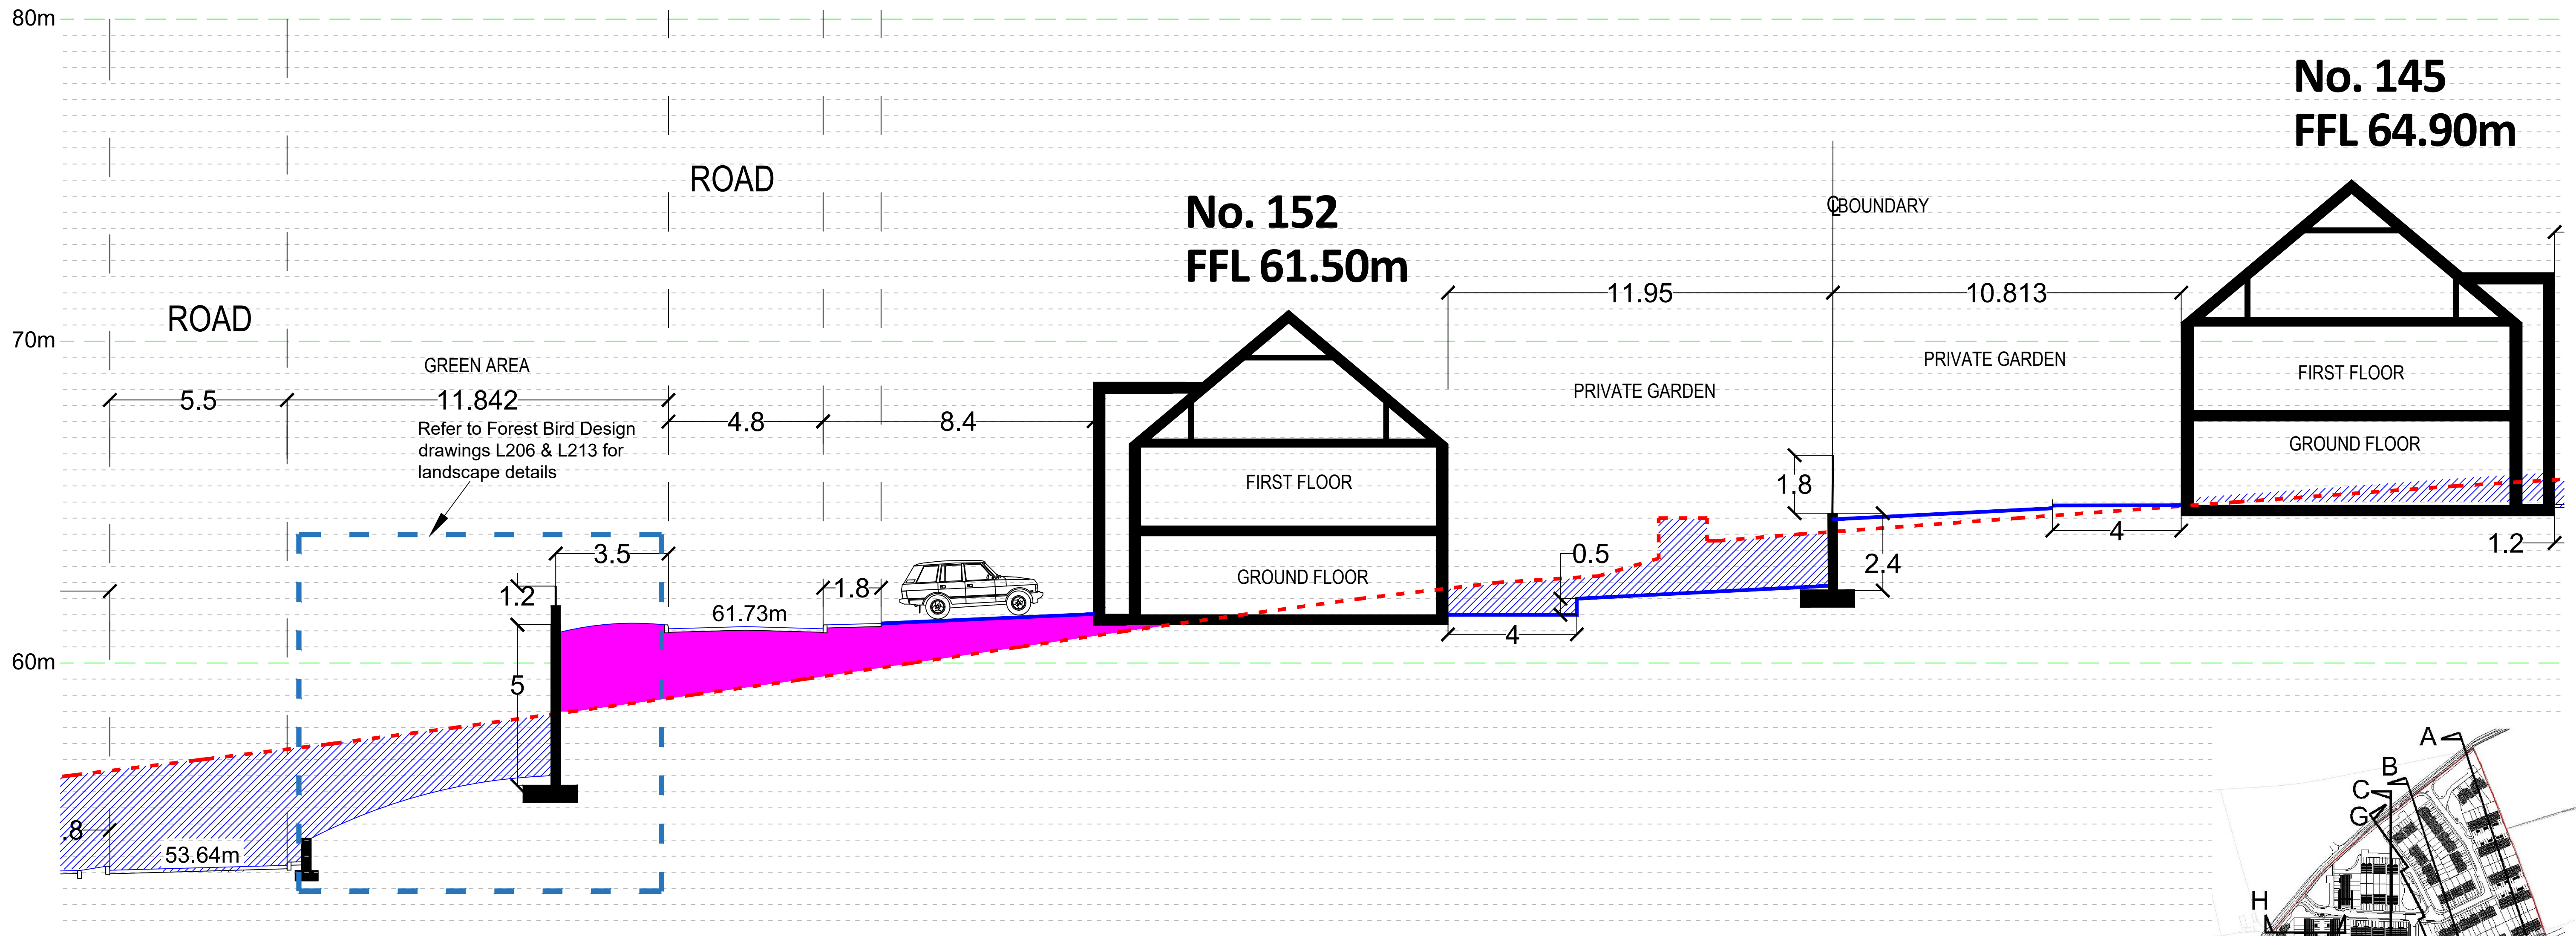 80m
No. 145
FFL 64.90m
ROAD
No. 152
FFL 61.50m
℄BOUNDARY
11.95
10.813
ROAD
70m
GREEN AREA
PRIVATE GARDEN
PRIVATE GARDEN
FIRST FLOOR
5.5
11.842
4.8
8.4
Refer to Forest Bird Design
drawings L206 & L213 for
landscape details
GROUND FLOOR
FIRST FLOOR
1.8
3.5
0.5
4
1.2
2.4
GROUND FLOOR
1.2
1.8
61.73m
4
60m
5
A
B
C
G
.8
53.64m
H
H